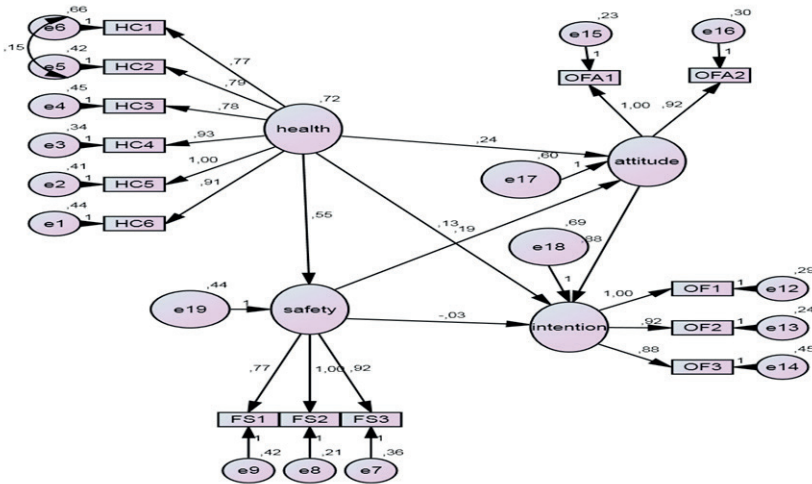 ,66
e6 1 HC1
,15
,42
e5 1 HC2
,45
e4 1 HC3
,34
e3 1 HC4
,41
e2 1 HC5
,44
e1 1 HC6
,77
,79
,78
,93
1,00
,91
,72
health
,23
e15
1
OFA1
,30
e16
1
OFA2
1,00
,92
,24
,60
e17
1
attitude
,55
,13
,19
,69
e18
1
,88
,44
e19
1
safety
-,03
intention
1,00
OF1 1 e12 ,29
,92
OF2 1 e13 ,24
,88
OF3 1 e14 ,45
,77 1,00 ,92
FS1 FS2 FS3
1 1 1
e9 ,42 e8 ,21 e7 ,36